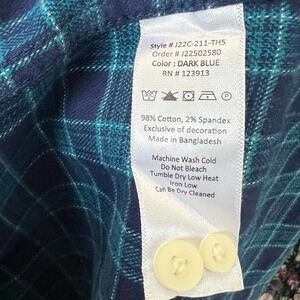 Style # J22C-211-THS
Order # J22502580
Color : DARK BLUE
RN # 123913
98% Cotton, 2% Spandex
Exclusive of decoration
Made in Bangladesh
Machine Wash Cold
Do Not Bleach
Tumble Dry Low Heat
Iron Low
Can Be Dry Cleaned